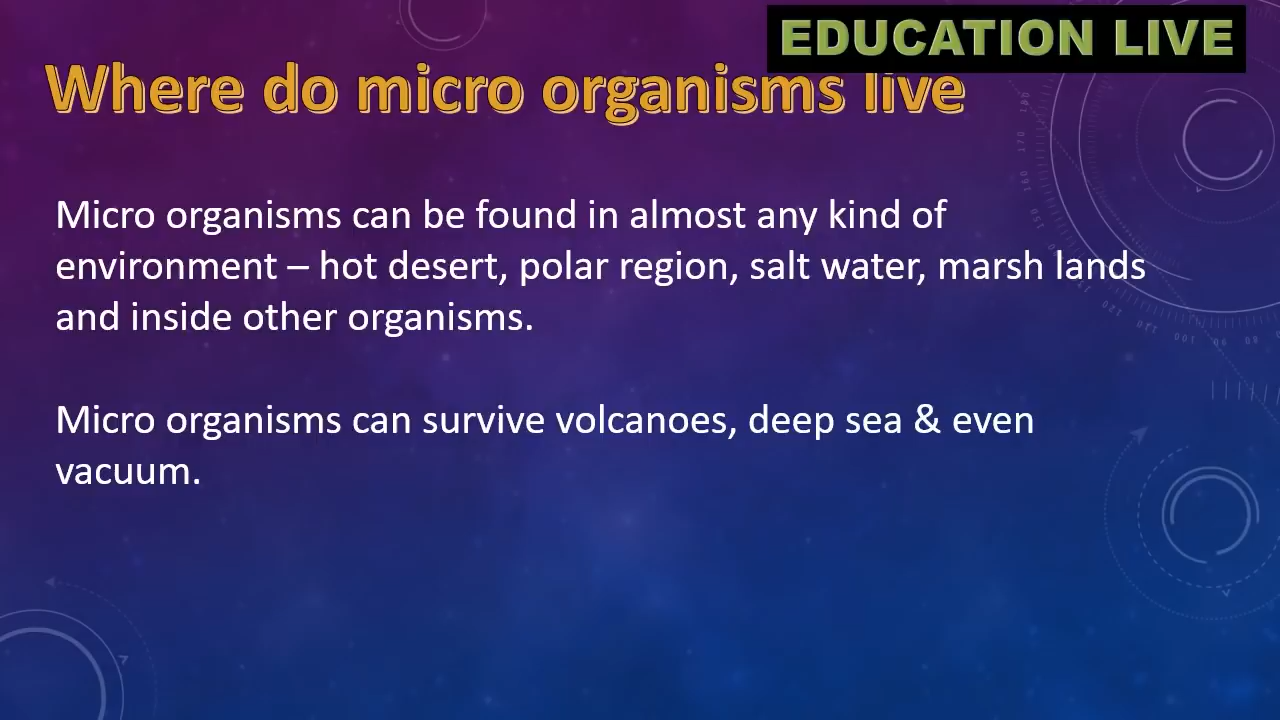 EDUCATION LIVE
Where do micro organisms live
Micro organisms can be found in almost any kind of
environment – hot desert, polar region, salt water, marsh lands
and inside other organisms.
Micro organisms can survive volcanoes, deep sea & even
vacuum.